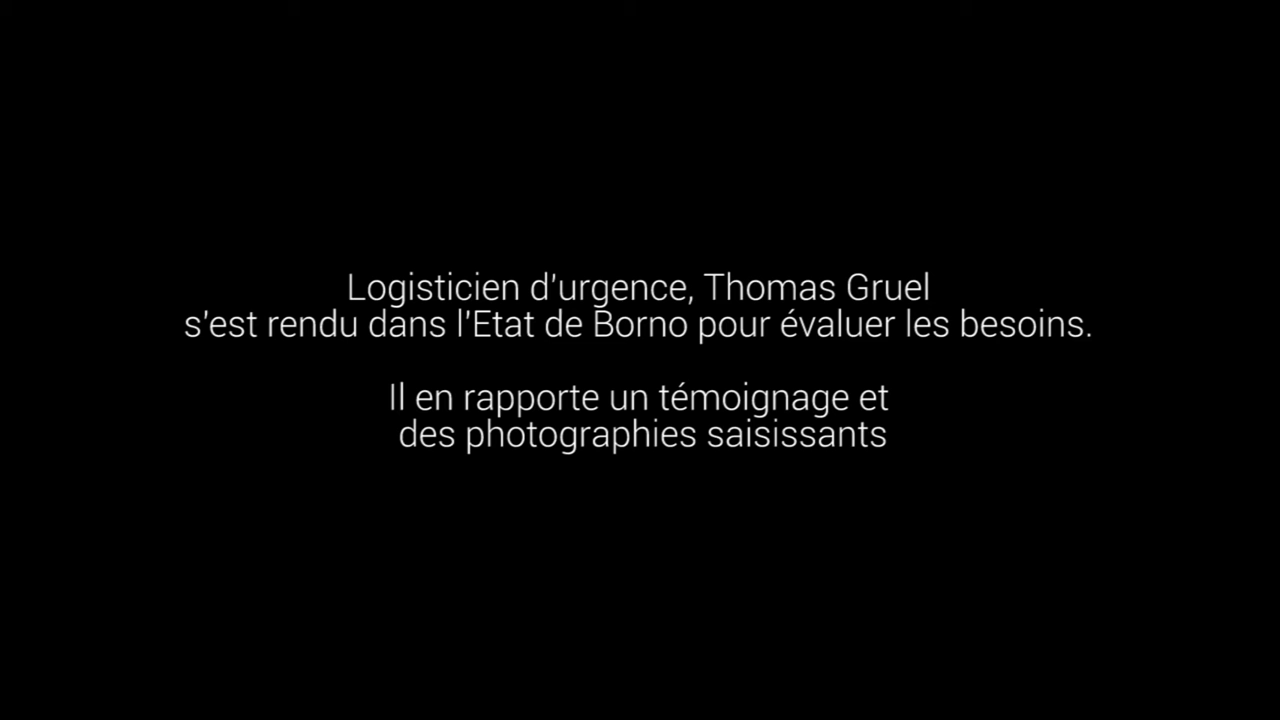 Logisticien d'urgence, Thomas Gruel
s'est rendu dans l'Etat de Borno pour évaluer les besoins.
Il en rapporte un témoignage et
des photographies saisissants